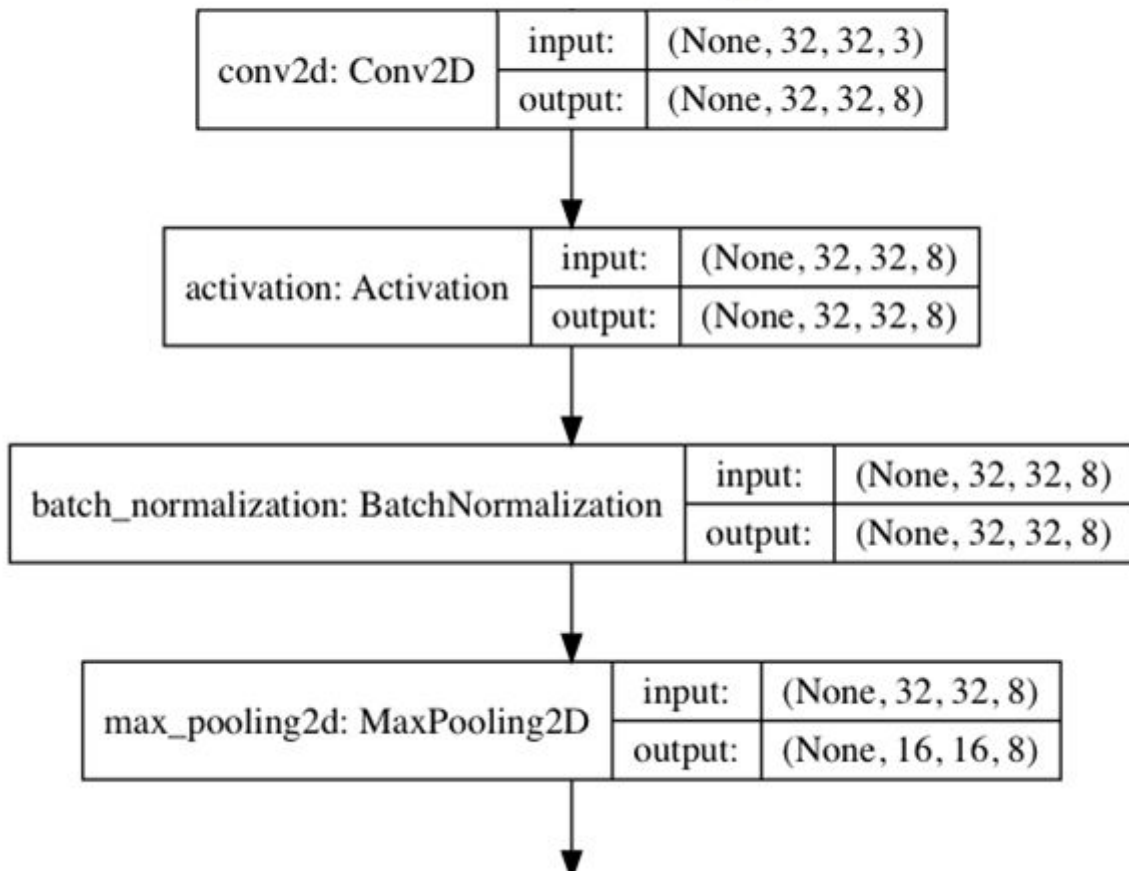 conv2d: Conv2D
input: (None, 32, 32, 3)
output: (None, 32, 32, 8)
activation: Activation
input: (None, 32, 32, 8)
output: (None, 32, 32, 8)
batch_normalization: BatchNormalization
input: (None, 32, 32, 8)
output: (None, 32, 32, 8)
max_pooling2d: MaxPooling2D
input: (None, 32, 32, 8)
output: (None, 16, 16, 8)